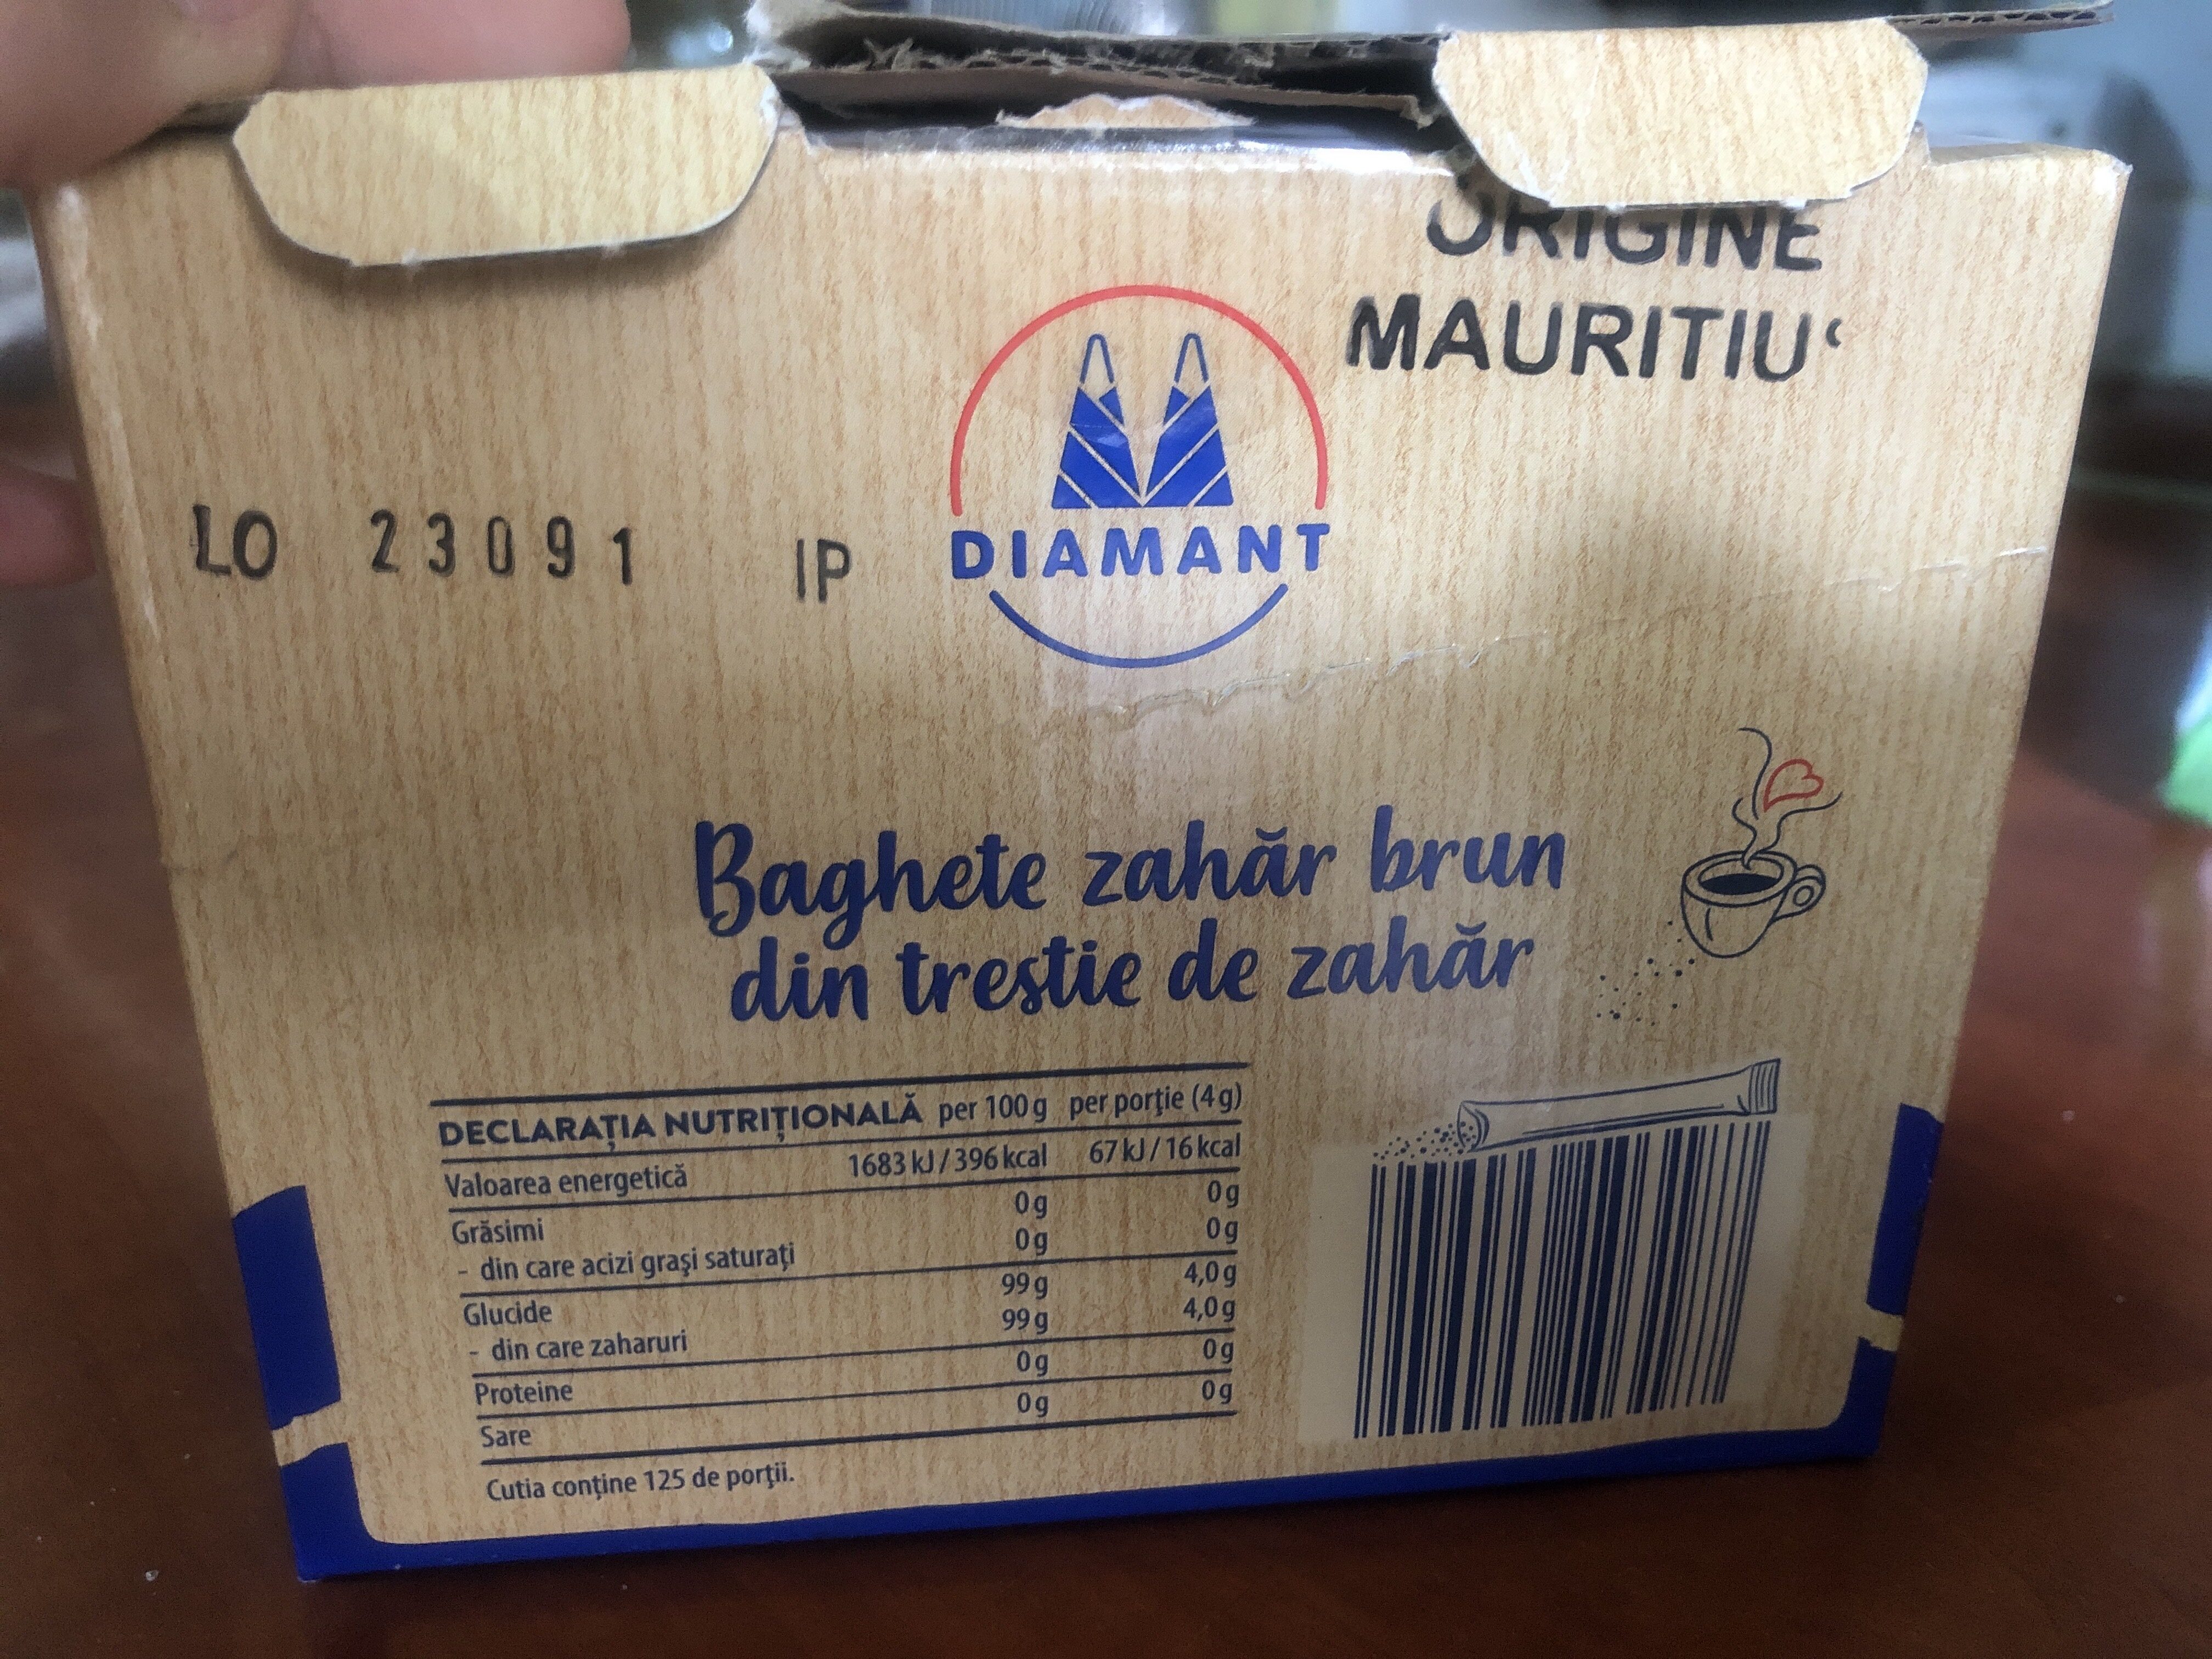 ORIGINE
MAURITIU
LO 23091 IP
DIAMANT
Baghete zahăr brun
din trestie de zahăr
DECLARAȚIA NUTRIȚIONALĂ per 100 g per porție (4 g)
Valoarea energetică 1683 kJ / 396 kcal 67 kJ / 16 kcal
Grăsimi 0 g 0 g
- din care acizi grași saturați 0 g 0 g
Glucide 99 g 4,0 g
- din care zaharuri 99 g 4,0 g
Proteine 0 g 0 g
Sare 0 g 0 g
Cutia conține 125 de porții.